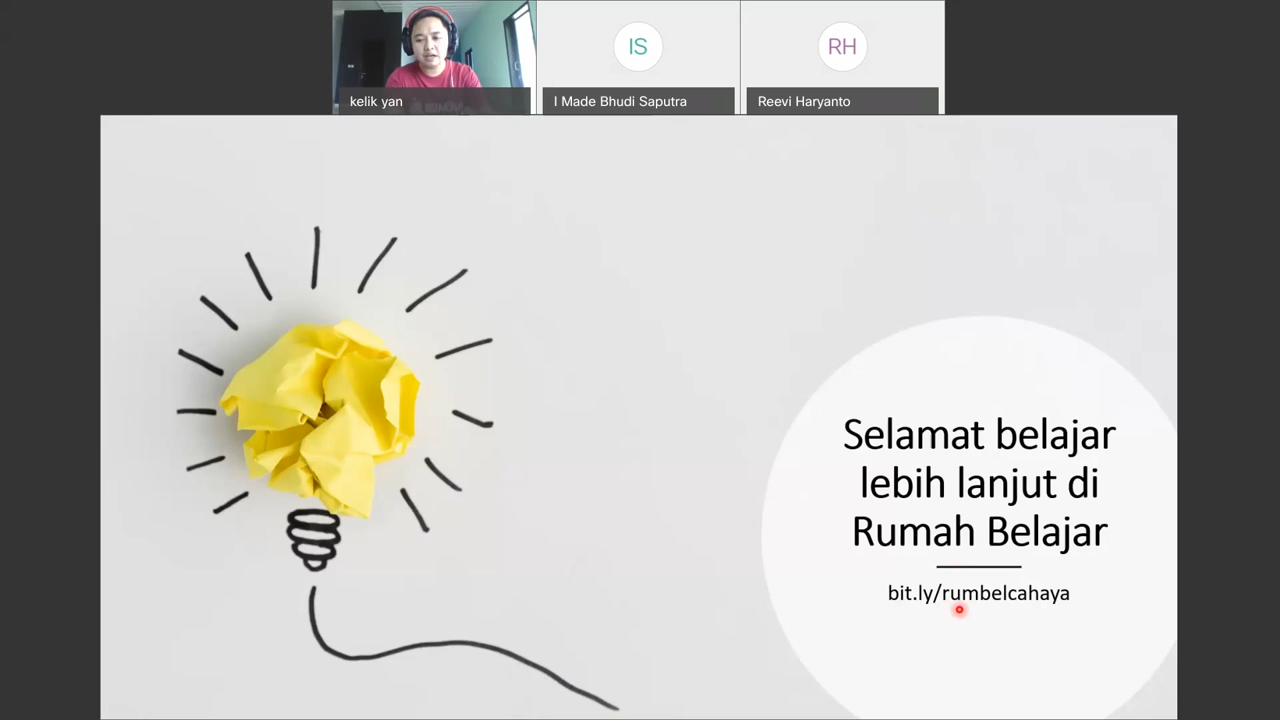 IS
RH
kelik yan
I Made Bhudi Saputra
Reevi Haryanto
Selamat belajar
lebih lanjut di
Rumah Belajar
bit.ly/rumbelcahaya